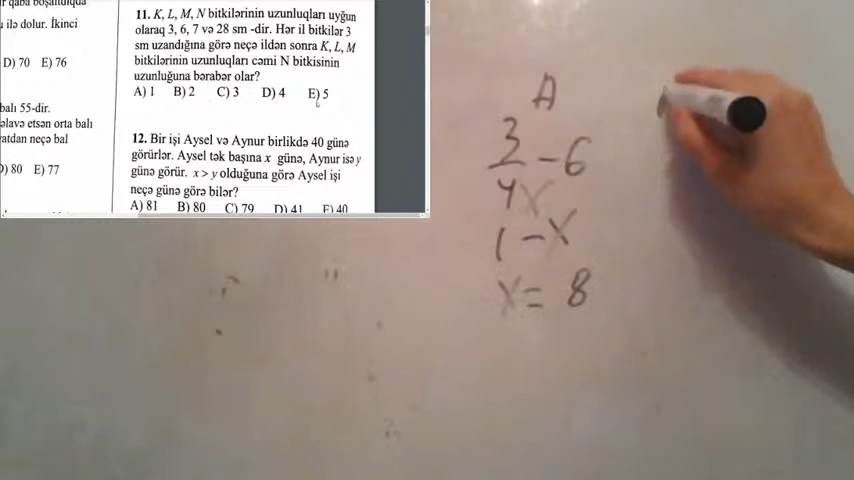 ır qaba boşaltdıqda
ı ilə dolur. İkinci
D) 70 E) 76
balı 55-dir.
əlavə etsən orta balı
atdan neçə bal
D) 80 E) 77
11. K, L, M, N bitkilərinin uzunluqları uyğun
olaraq 3, 6, 7 və 28 sm -dir. Hər il bitkilər 3
sm uzandığına görə neçə ildən sonra K, L, M
bitkilərinin uzunluqları cəmi N bitkisinin
uzunluğuna bərabər olar?
A) 1 B) 2 C) 3 D) 4 E) 5
12. Bir işi Aysel və Aynur birlikdə 40 günə
görürlər. Aysel tək başına x günə, Aynur isə y
günə görür. x > y olduğuna görə Aysel işi
neçə günə görə bilər?
A) 81 B) 80 C) 79 D) 41 E) 40
A
3
— – 6
4
1 – x
x = 8